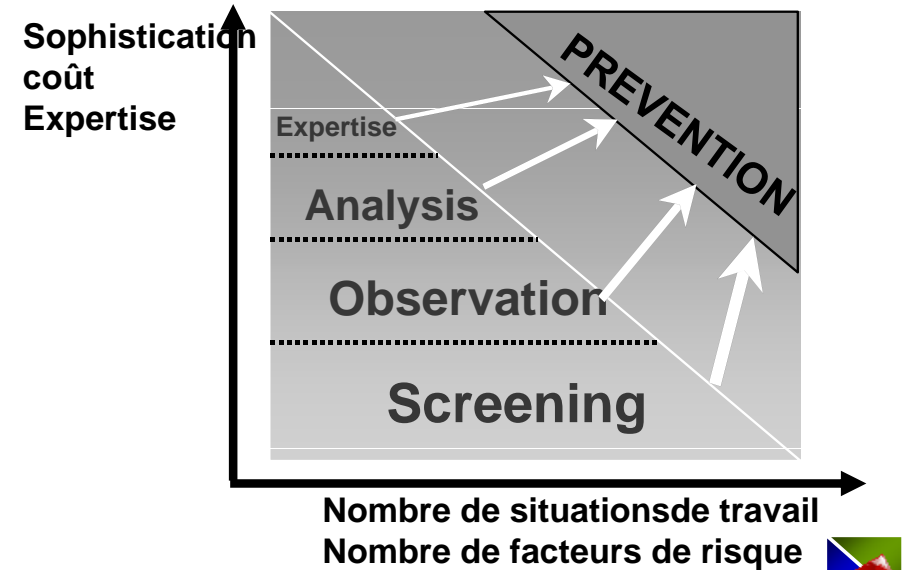 Sophistication
coût
Expertise
PREVENTION
Expertise
Analysis
Observation
Screening
Nombre de situationsde travail
Nombre de facteurs de risque